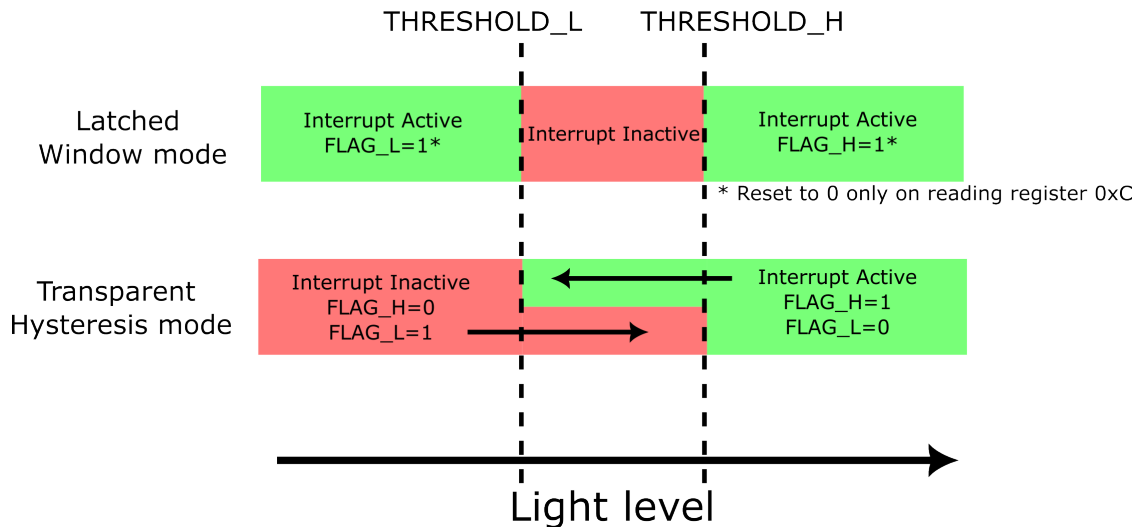 THRESHOLD_L
THRESHOLD_H
Latched
Window mode
Interrupt Active
FLAG_L=1*
Interrupt Inactive
Interrupt Active
FLAG_H=1*
* Reset to 0 only on reading register 0xC
Transparent
Hysteresis mode
Interrupt Inactive
FLAG_H=0
FLAG_L=1
Interrupt Active
FLAG_H=1
FLAG_L=0
Light level